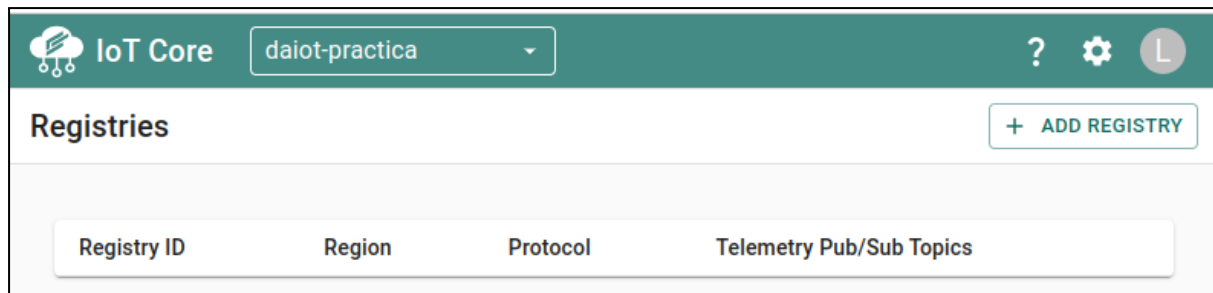 IoT Core daiot-practica ? L
Registries + ADD REGISTRY
Registry ID Region Protocol Telemetry Pub/Sub Topics